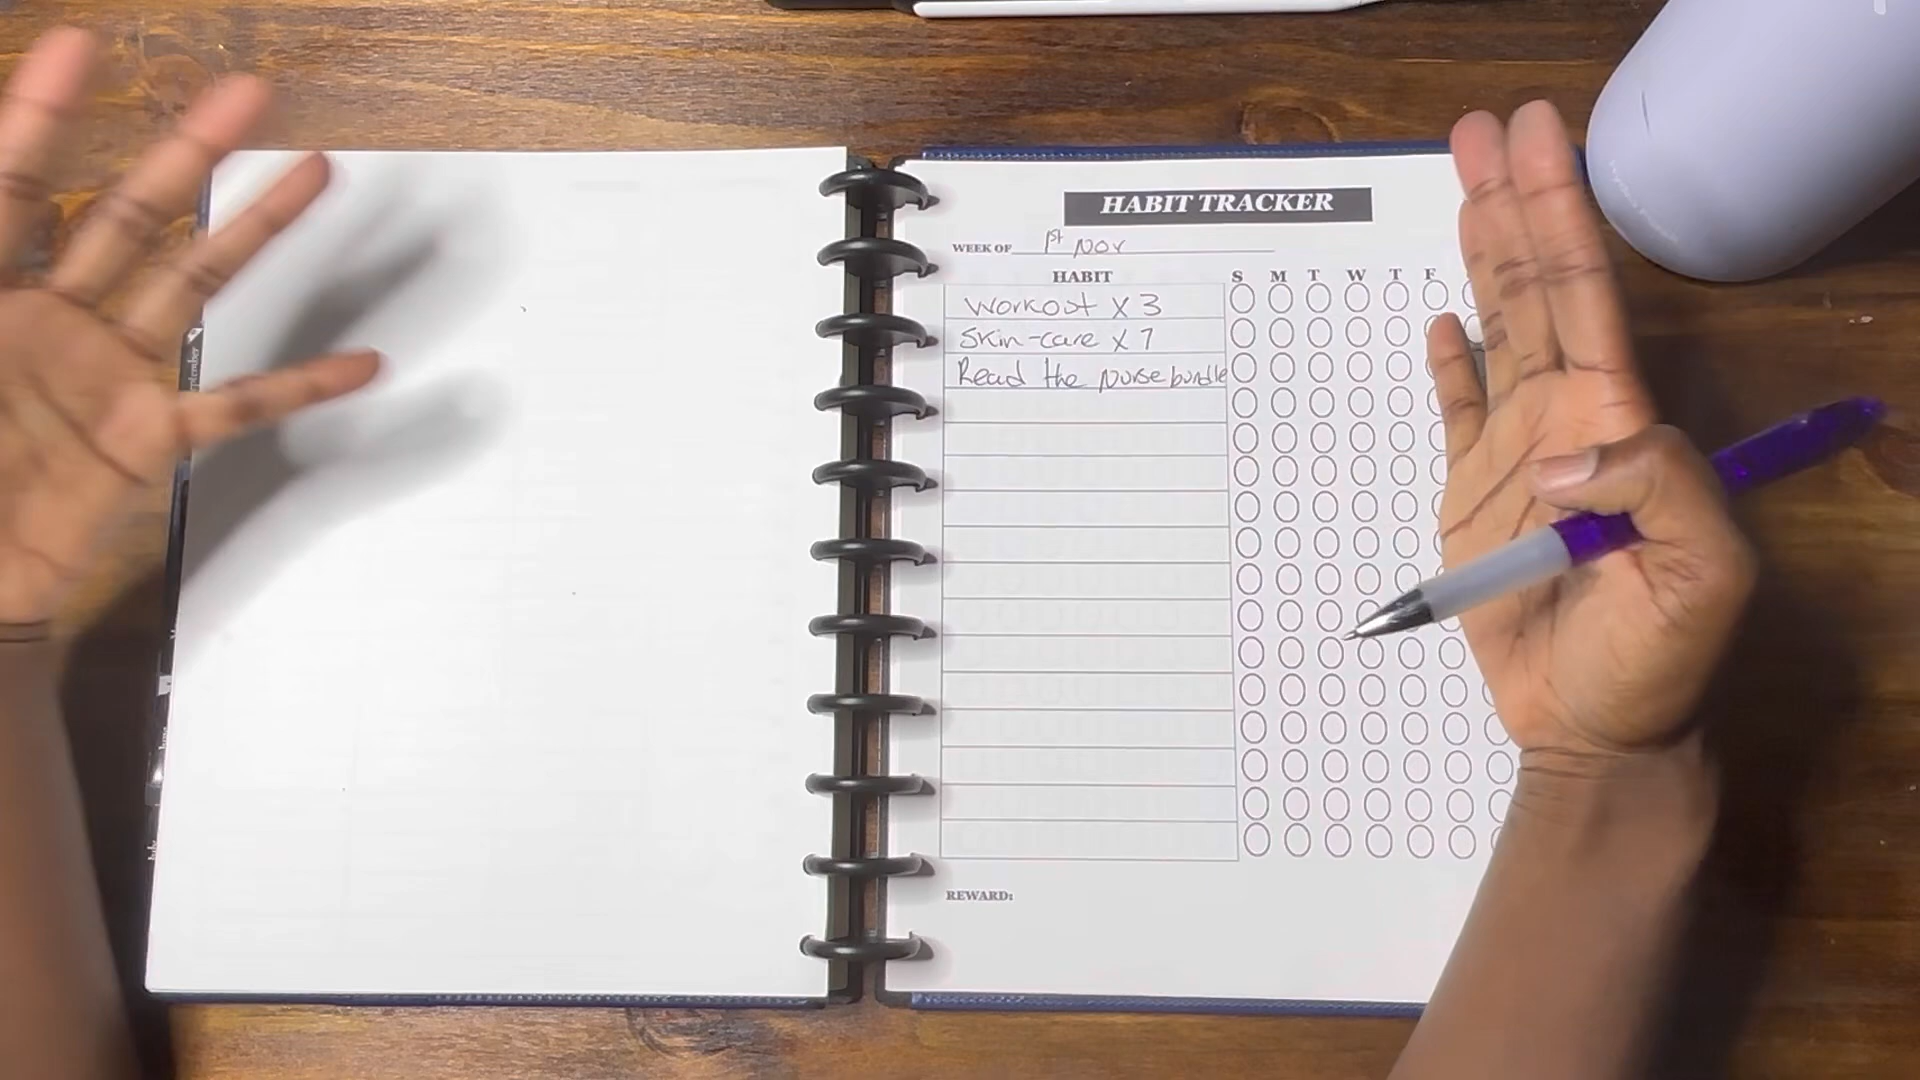 HABIT TRACKER
WEEK OF 1st Nov
HABIT S M T W T F
Workout x 3
Skin-care x 7
Read the Nurse bundle
REWARD: